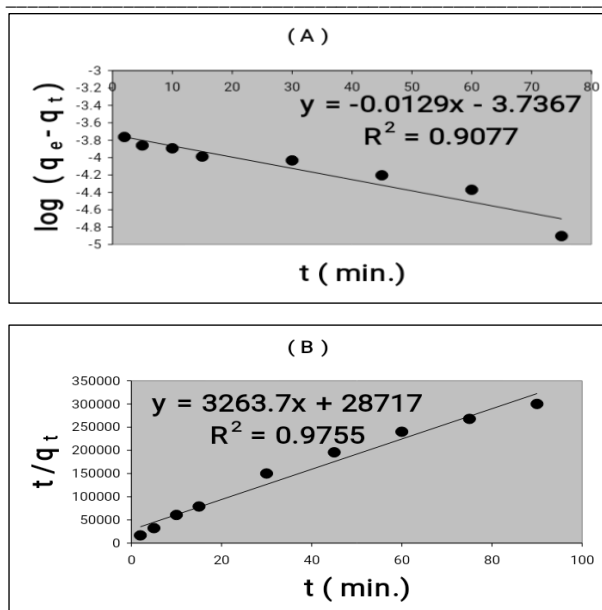 ( A )
-3
0 10 20 30 40 50 60 70 80
-3.2
-3.4
-3.6
-3.8
-4
-4.2
-4.4
-4.6
-4.8
-5
y = -0.0129x - 3.7367
R² = 0.9077
log ( q e - q t )
t ( min.)
( B )
350000
300000
250000
200000
150000
100000
50000
0
y = 3263.7x + 28717
R² = 0.9755
t/q t
0 20 40 60 80 100
t ( min.)